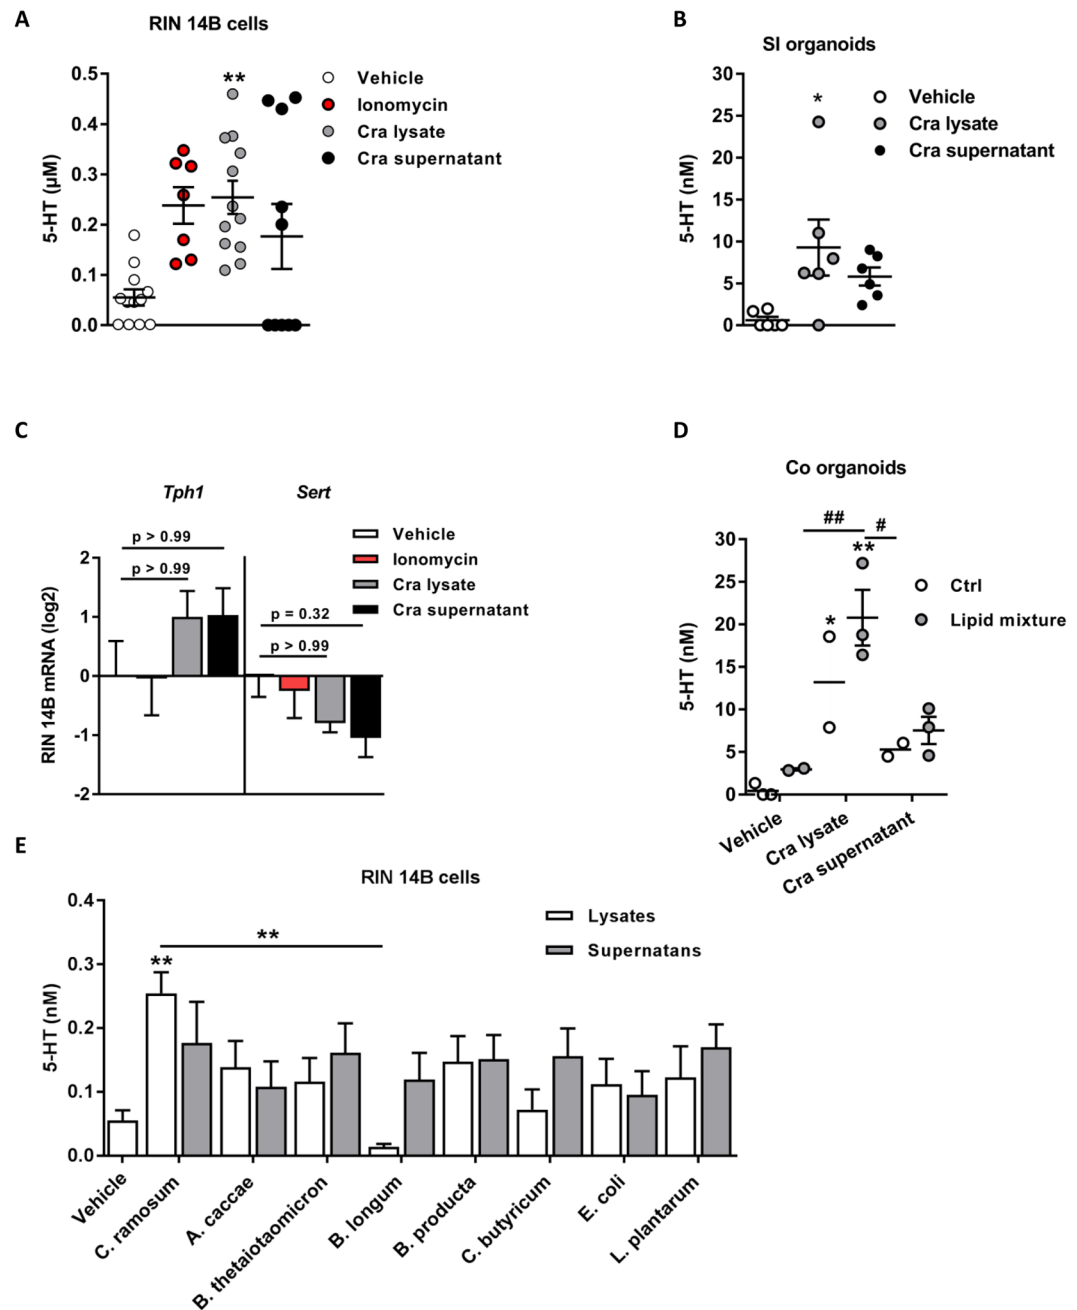 A
RIN 14B cells
5-HT (µM)
0.5
0.4
0.3
0.2
0.1
0.0
**
Vehicle
Ionomycin
Cra lysate
Cra supernatant
B
SI organoids
5-HT (nM)
30
25
20
15
10
5
0
*
Vehicle
Cra lysate
Cra supernatant
C
Tph1
Sert
RIN 14B mRNA (log2)
2
1
0
-1
-2
p > 0.99
p > 0.99
p = 0.32
p > 0.99
Vehicle
Ionomycin
Cra lysate
Cra supernatant
D
Co organoids
5-HT (nM)
30
25
20
15
10
5
0
##
#
**
*
Ctrl
Lipid mixture
Vehicle
Cra lysate
Cra supernatant
E
RIN 14B cells
5-HT (nM)
0.4
0.3
0.2
0.1
0.0
**
**
Lysates
Supernatans
Vehicle
C. ramosum
A. caccae
B. thetaiotaomicron
B. longum
B. producta
C. butyricum
E. coli
L. plantarum